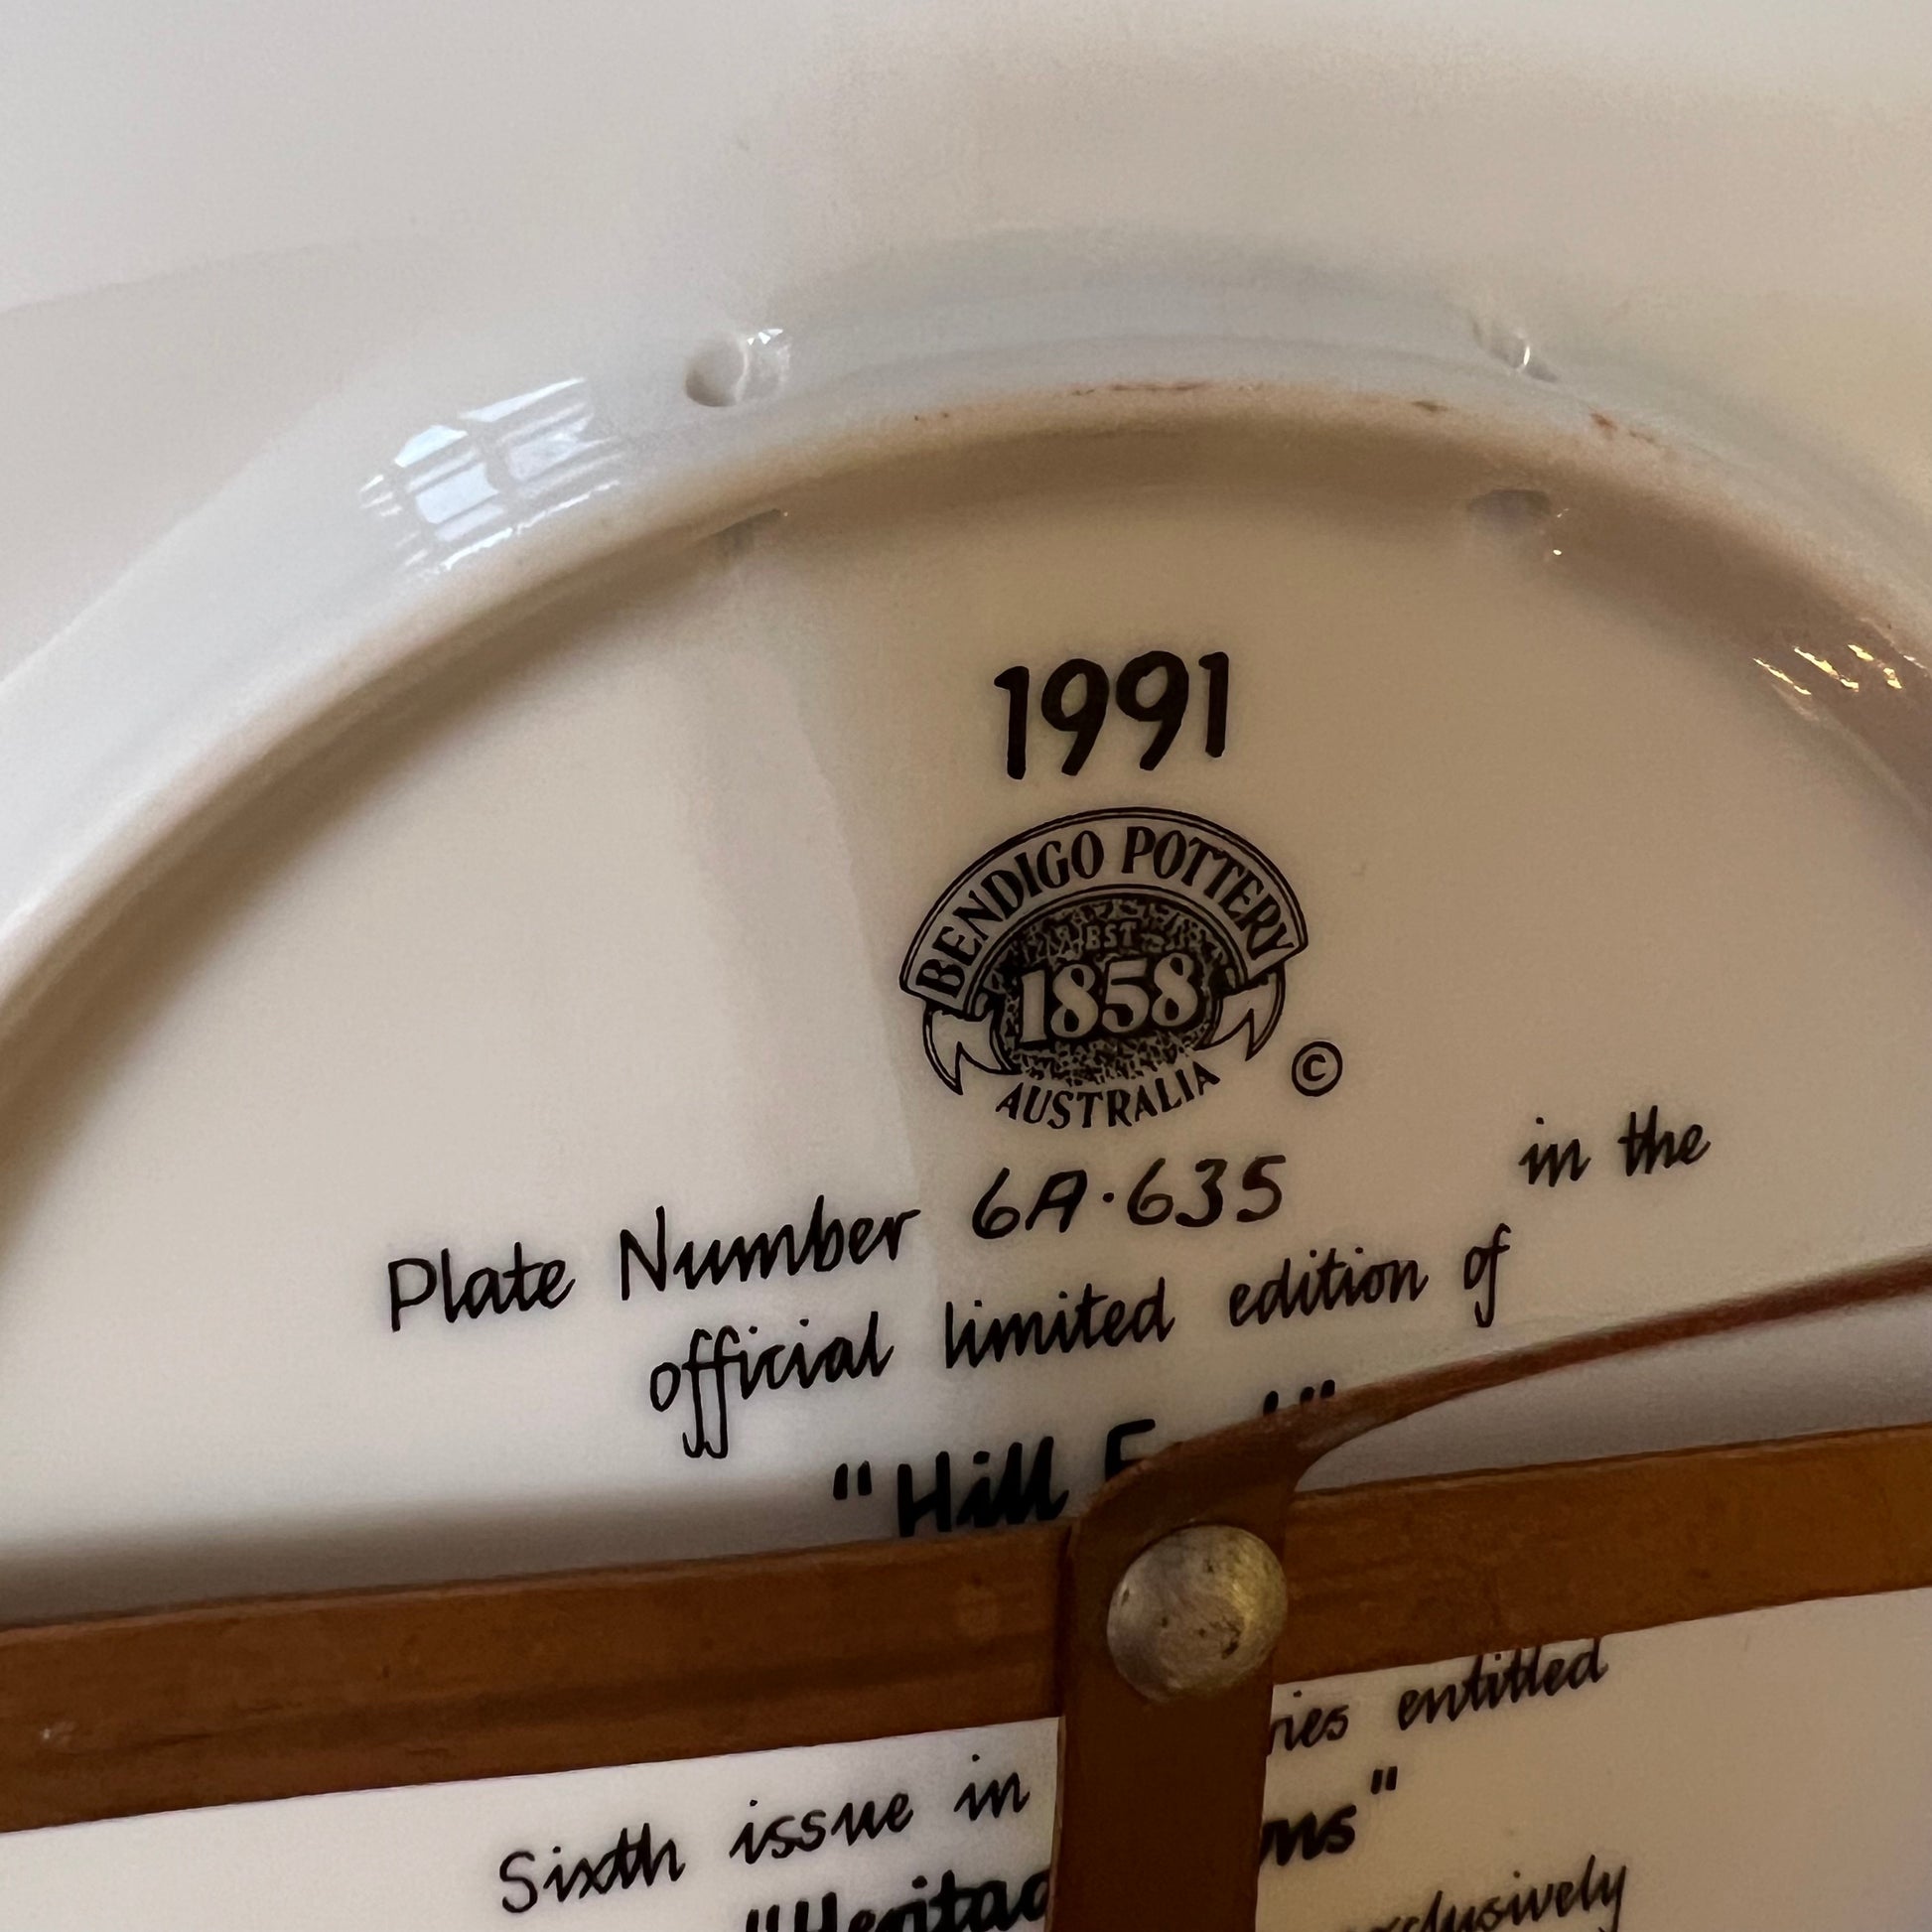 1991
BENDIGO POTTERY
EST
1858
AUSTRALIA ©
Plate Number 6A·635 in the
official limited edition of
"Hill
entitled
Sixth issue in